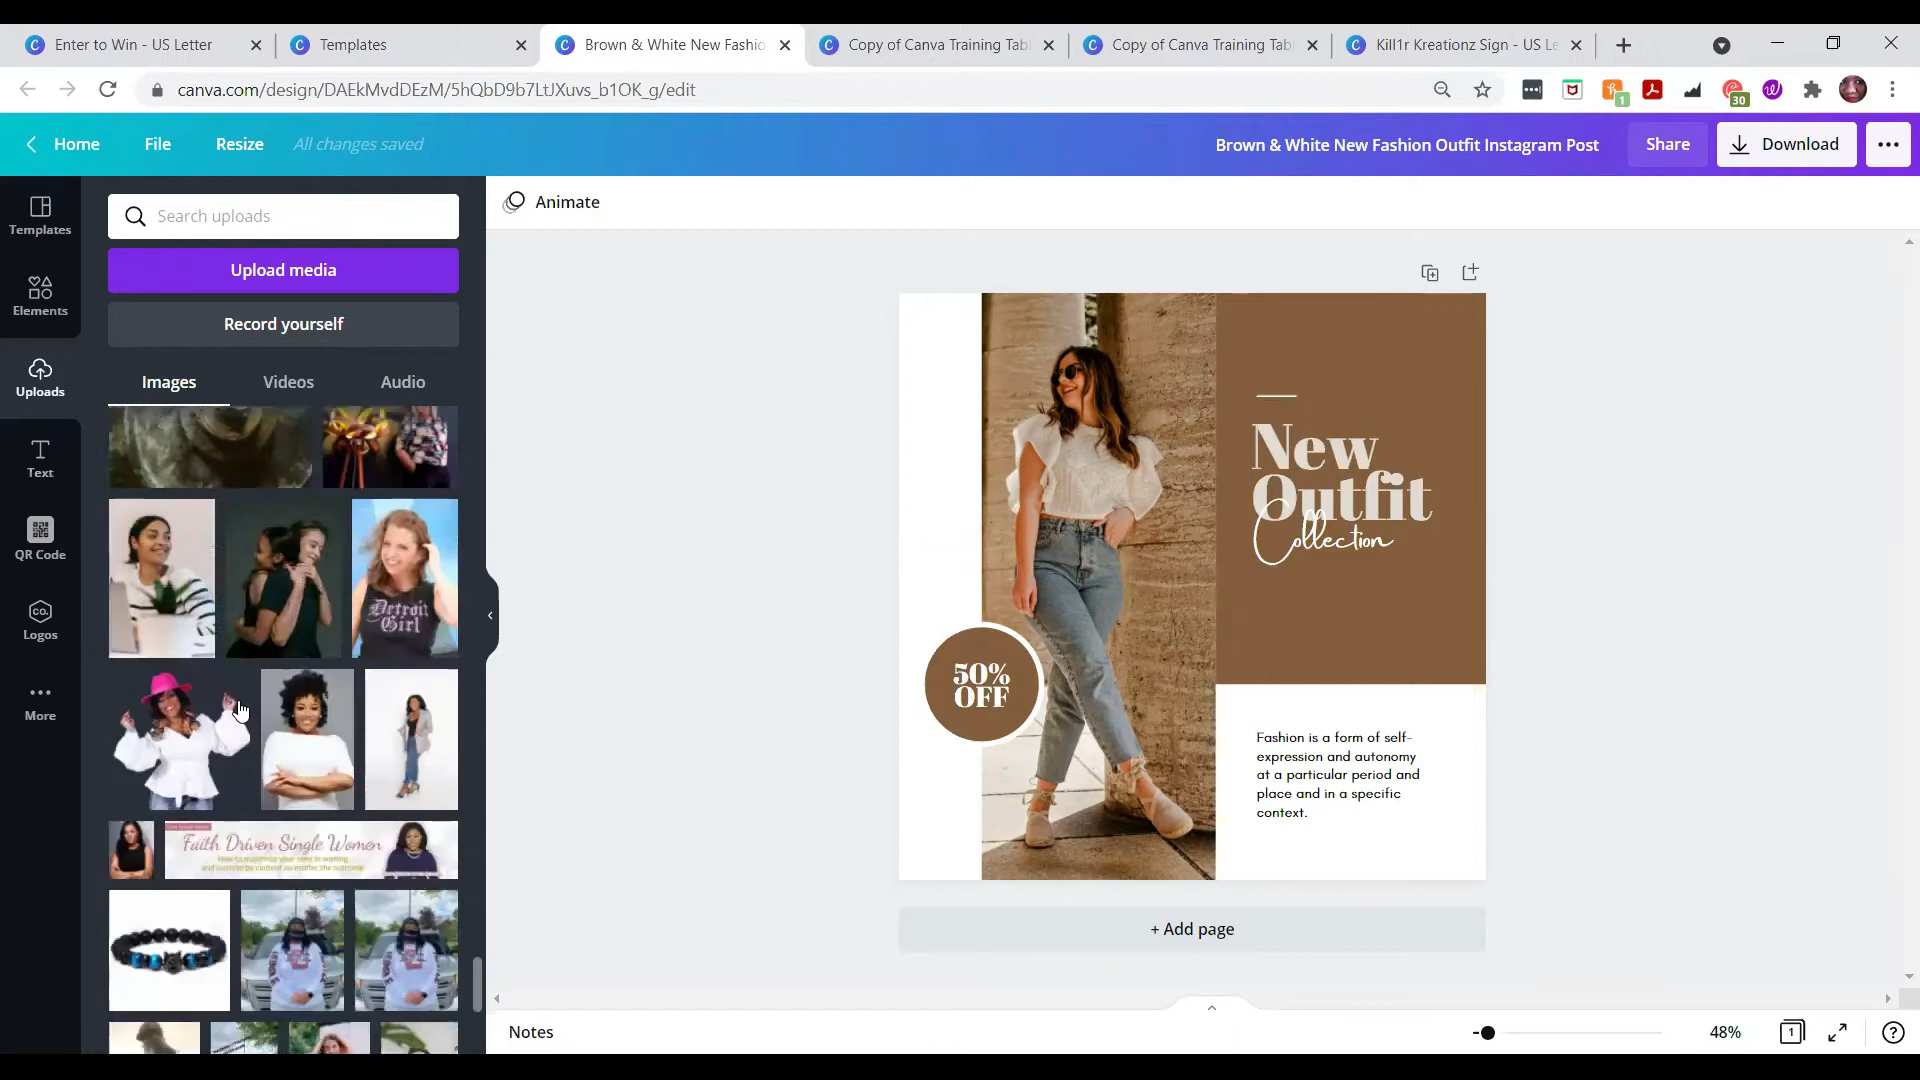 Enter to Win - US Letter
Templates
Brown & White New Fashio
Copy of Canva Training Tab
Copy of Canva Training Tab
Kill1r Kreationz Sign - US Le
canva.com/design/DAEkMvdDEzM/5hQbD9b7LtJXuvs_b1OK_g/edit
1
30
Home
File
Resize
All changes saved
Brown & White New Fashion Outfit Instagram Post
Share
Download
Templates
Elements
Uploads
Text
QR Code
CO.
Logos
More
Search uploads
Upload media
Record yourself
Images
Videos
Audio
Detroit
Girl
Faith Driven Single Women
Animate
New
Outfit
Collection
50%
OFF
Fashion is a form of self-
expression and autonomy
at a particular period and
place and in a specific
context.
+ Add page
Notes
48%
1